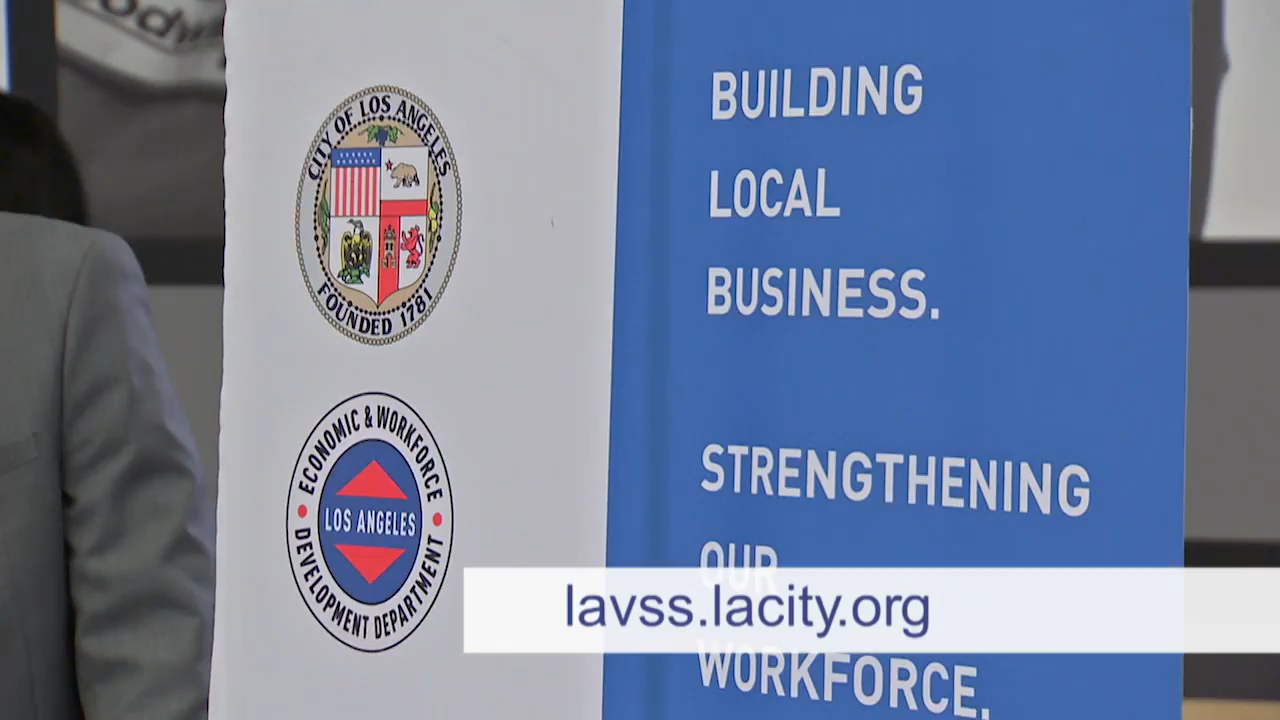 CITY OF LOS ANGELES
FOUNDED 1781
ECONOMIC & WORKFORCE
LOS ANGELES
DEVELOPMENT DEPARTMENT
BUILDING
LOCAL
BUSINESS.
STRENGTHENING
OUR
WORKFORCE.
lavss.lacity.org